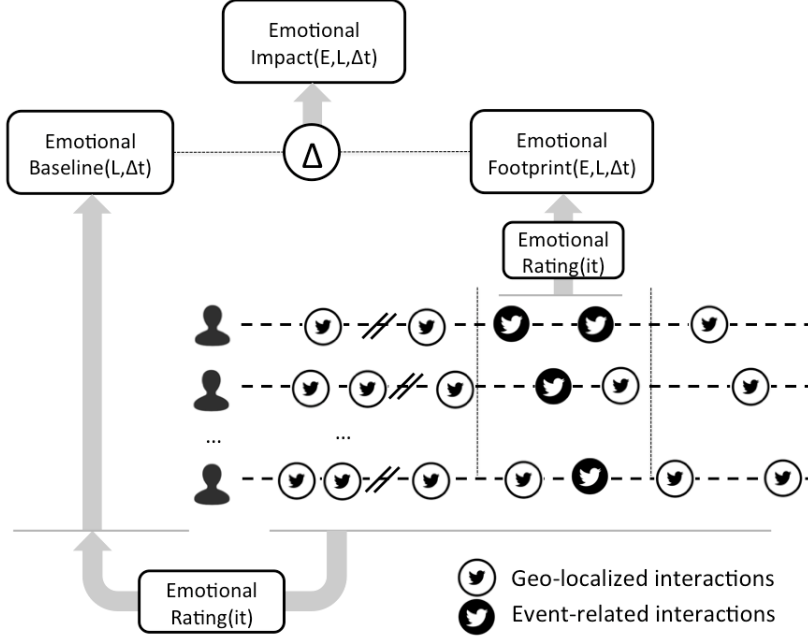 Emotional
Impact(E,L,Δt)
Emotional
Baseline(L,Δt)
Δ
Emotional
Footprint(E,L,Δt)
Emotional
Rating(it)
...
...
Emotional
Rating(it)
Geo-localized interactions
Event-related interactions